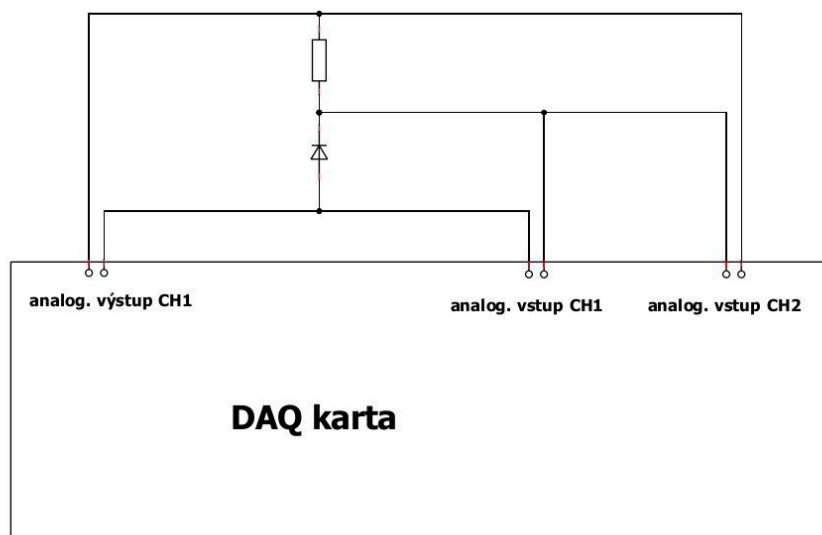 analog. výstup CH1
analog. vstup CH1
analog. vstup CH2
DAQ karta